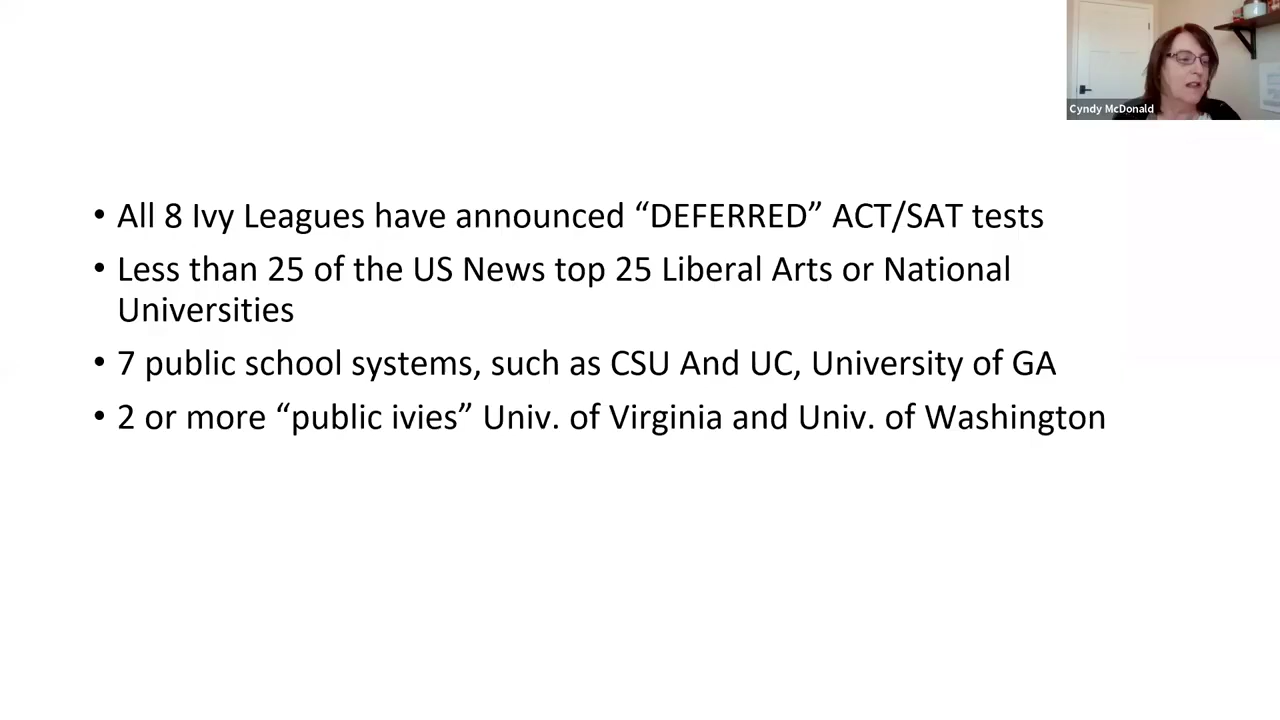 Cyndy McDonald
• All 8 Ivy Leagues have announced “DEFERRED” ACT/SAT tests
• Less than 25 of the US News top 25 Liberal Arts or National
Universities
• 7 public school systems, such as CSU And UC, University of GA
• 2 or more “public ivies” Univ. of Virginia and Univ. of Washington